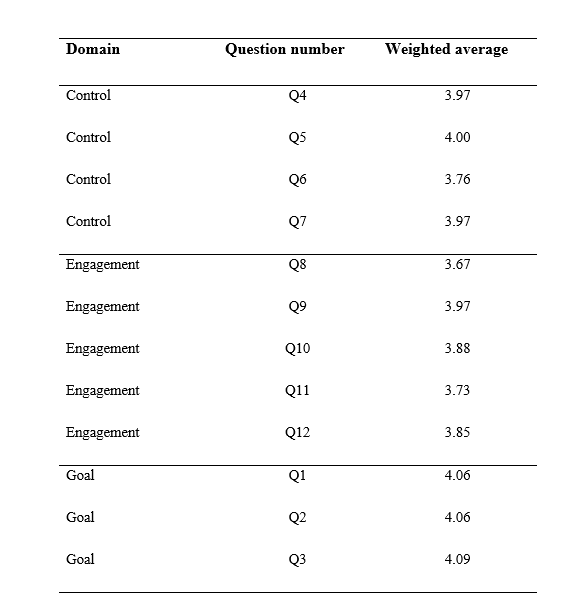 Domain Question number Weighted average
Control Q4 3.97
Control Q5 4.00
Control Q6 3.76
Control Q7 3.97
Engagement Q8 3.67
Engagement Q9 3.97
Engagement Q10 3.88
Engagement Q11 3.73
Engagement Q12 3.85
Goal Q1 4.06
Goal Q2 4.06
Goal Q3 4.09